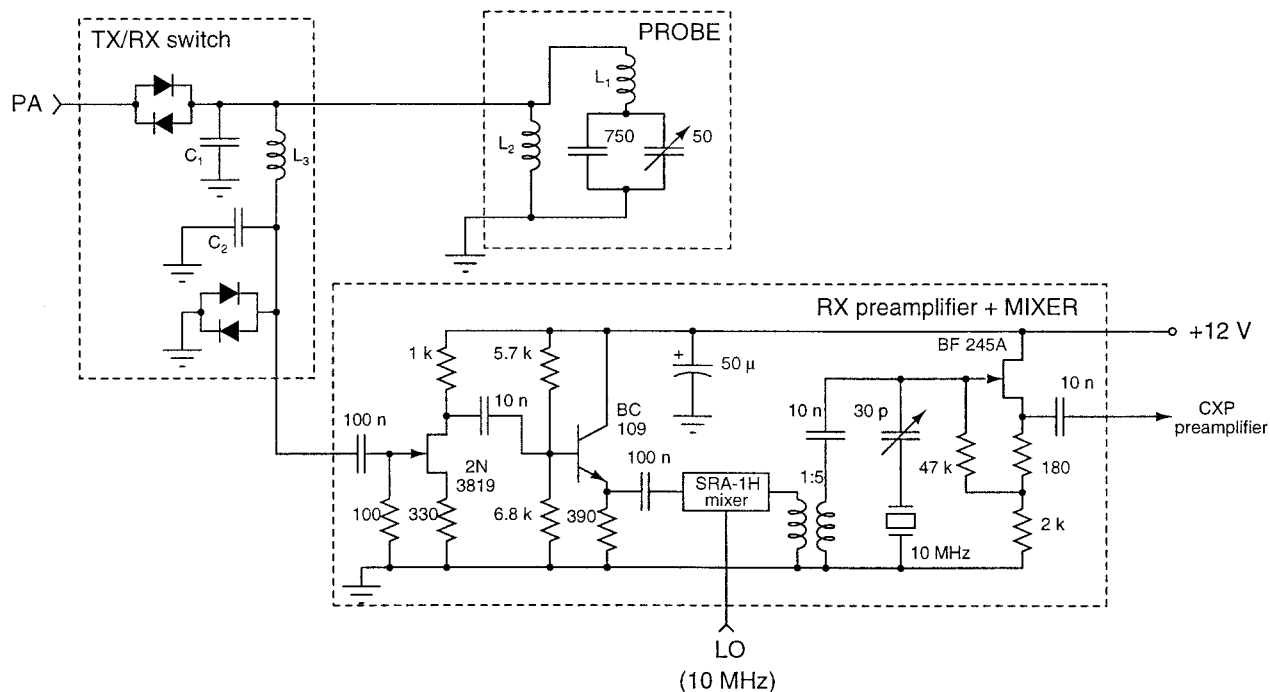 TX/RX switch
PROBE
PA
C1
L3
L2
L1
750
50
C2
RX preamplifier + MIXER
+12 V
1 k
5.7 k
+
50 µ
BF 245A
10 n
BC
109
10 n
30 p
10 n
CXP
preamplifier
100 n
2N
3819
100 n
47 k
180
1:5
SRA-1H
mixer
100
330
6.8 k
390
2 k
10 MHz
LO
(10 MHz)